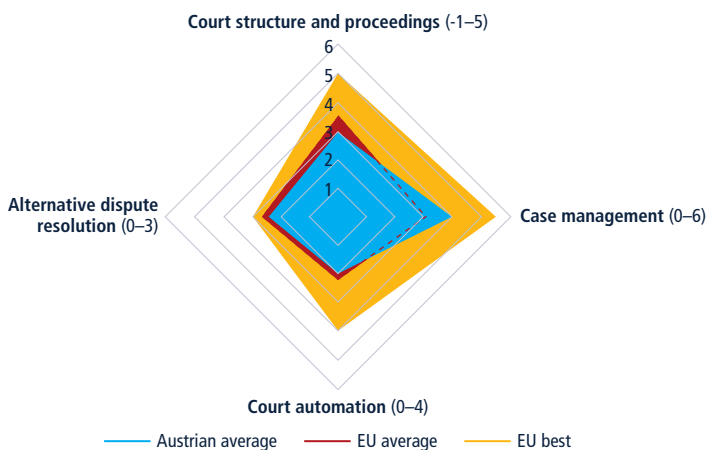 Court structure and proceedings (-1–5)
6
5
4
3
2
1
Alternative dispute
resolution (0–3)
Case management (0–6)
Court automation (0–4)
Austrian average
EU average
EU best